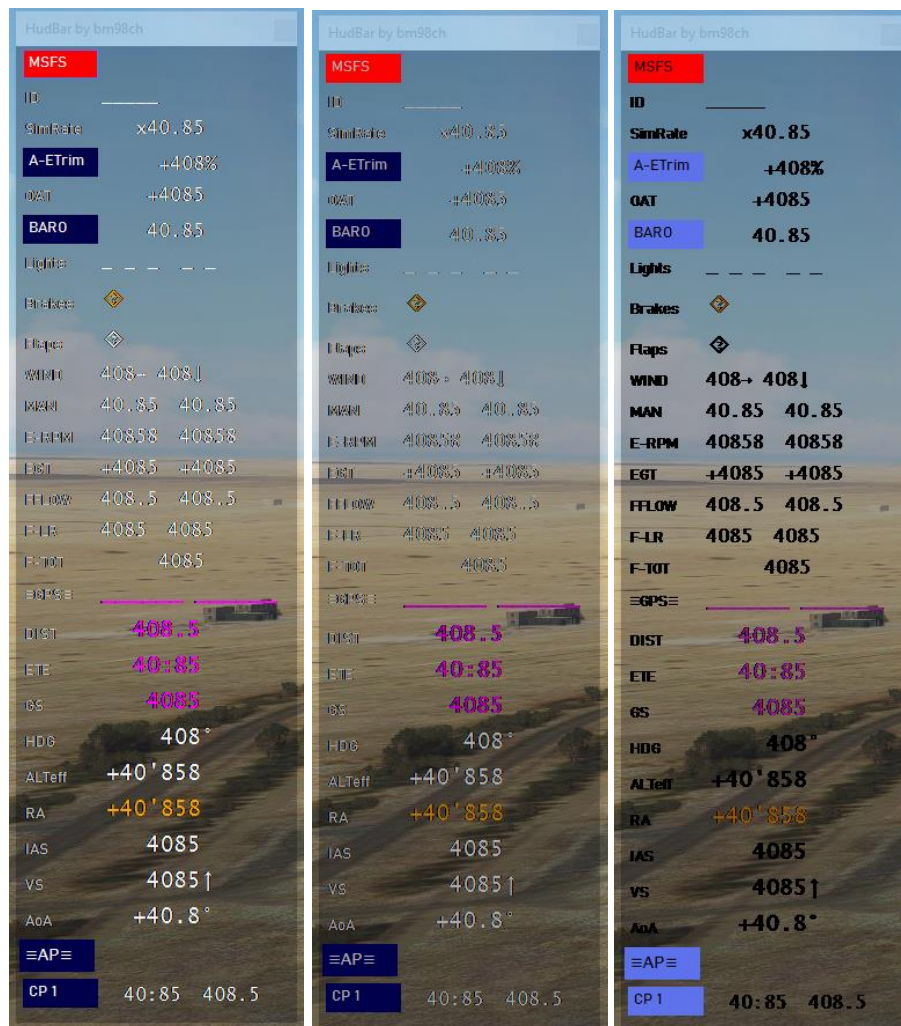 HudBar by bm98ch
MSFS
ID ______
SimRate x40.85
A-ETrim +408%
OAT +4085
BARO 40.85
Lights _ _ _ _ _
Brakes ?
Flaps ?
WIND 408→ 408↓
MAN 40.85 40.85
E-RPM 40858 40858
EGT +4085 +4085
FFLOW 408.5 408.5
F-LR 4085 4085
F-TOT 4085
≡GPS≡ ______ ______
DIST 408.5
ETE 40:85
GS 4085
HDG 408°
ALTeff +40'858
RA +40'858
IAS 4085
VS 4085↑
AoA +40.8°
≡AP≡
CP 1 40:85 408.5
HudBar by bm98ch
MSFS
ID ______
SimRate x40.85
A-ETrim +408%
OAT +4085
BARO 40.85
Lights _ _ _ _ _
Brakes ?
Flaps ?
WIND 408→ 408↓
MAN 40.85 40.85
E-RPM 40858 40858
EGT +4085 +4085
FFLOW 408.5 408.5
F-LR 4085 4085
F-TOT 4085
≡GPS≡ ______ ______
DIST 408.5
ETE 40:85
GS 4085
HDG 408°
ALTeff +40'858
RA +40'858
IAS 4085
VS 4085↑
AoA +40.8°
≡AP≡
CP 1 40:85 408.5
HudBar by bm98ch
MSFS
ID ______
SimRate x40.85
A-ETrim +408%
OAT +4085
BARO 40.85
Lights _ _ _ _ _
Brakes ?
Flaps ?
WIND 408→ 408↓
MAN 40.85 40.85
E-RPM 40858 40858
EGT +4085 +4085
FFLOW 408.5 408.5
F-LR 4085 4085
F-TOT 4085
≡GPS≡ ______ ______
DIST 408.5
ETE 40:85
GS 4085
HDG 408°
ALTeff +40'858
RA +40'858
IAS 4085
VS 4085↑
AoA +40.8°
≡AP≡
CP 1 40:85 408.5